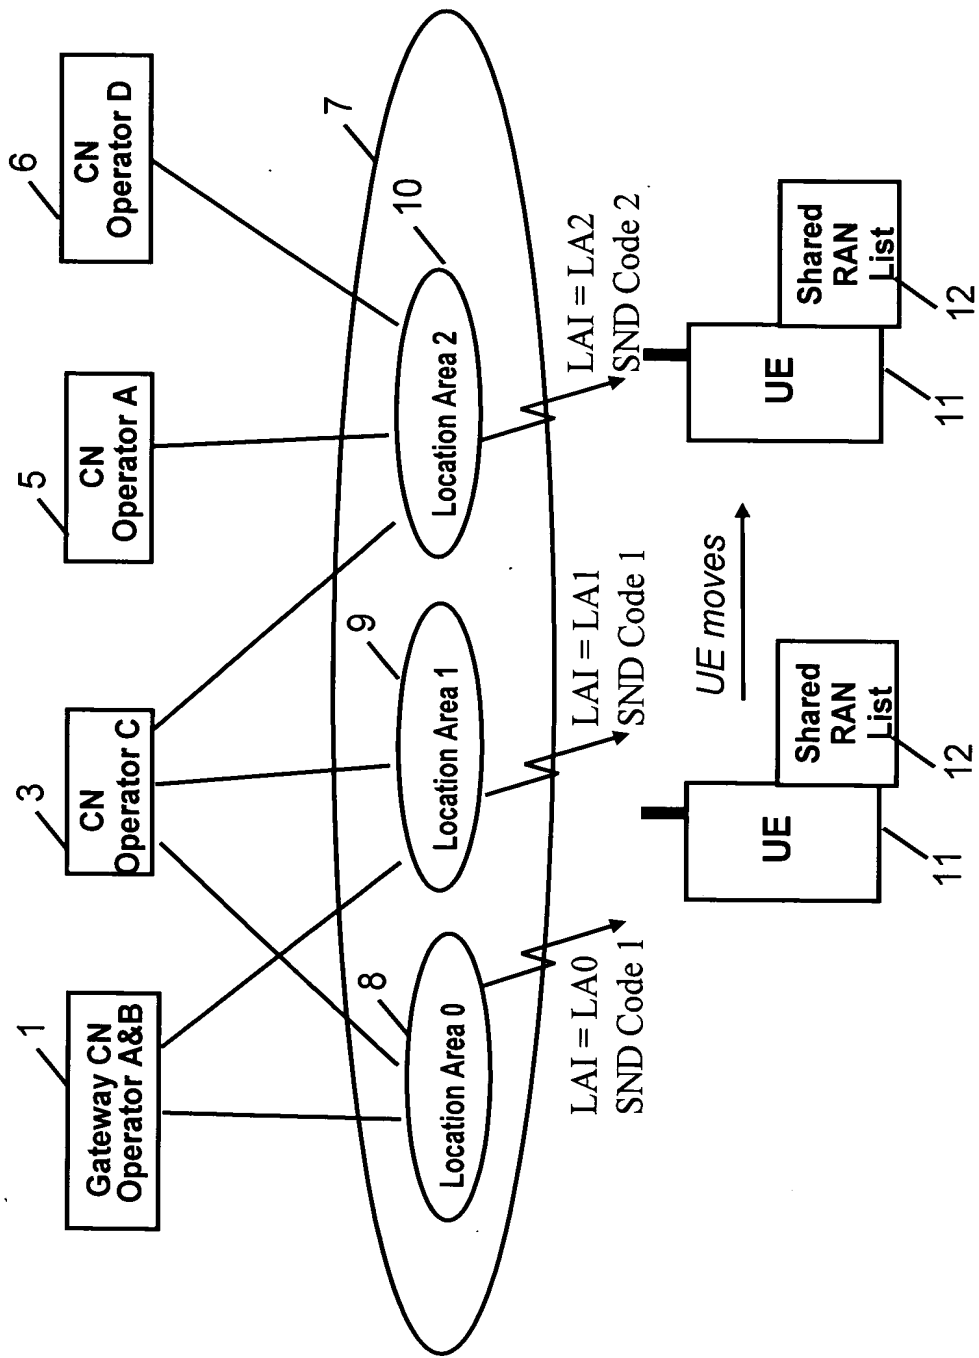 1
Gateway CN
Operator A&B
3
CN
Operator C
5
CN
Operator A
6
CN
Operator D
7
8
Location Area 0
9
Location Area 1
10
Location Area 2
LAI = LA0
SND Code 1
LAI = LA1
SND Code 1
LAI = LA2
SND Code 2
UE moves
UE
Shared
RAN
List
11
12
UE
Shared
RAN
List
11
12